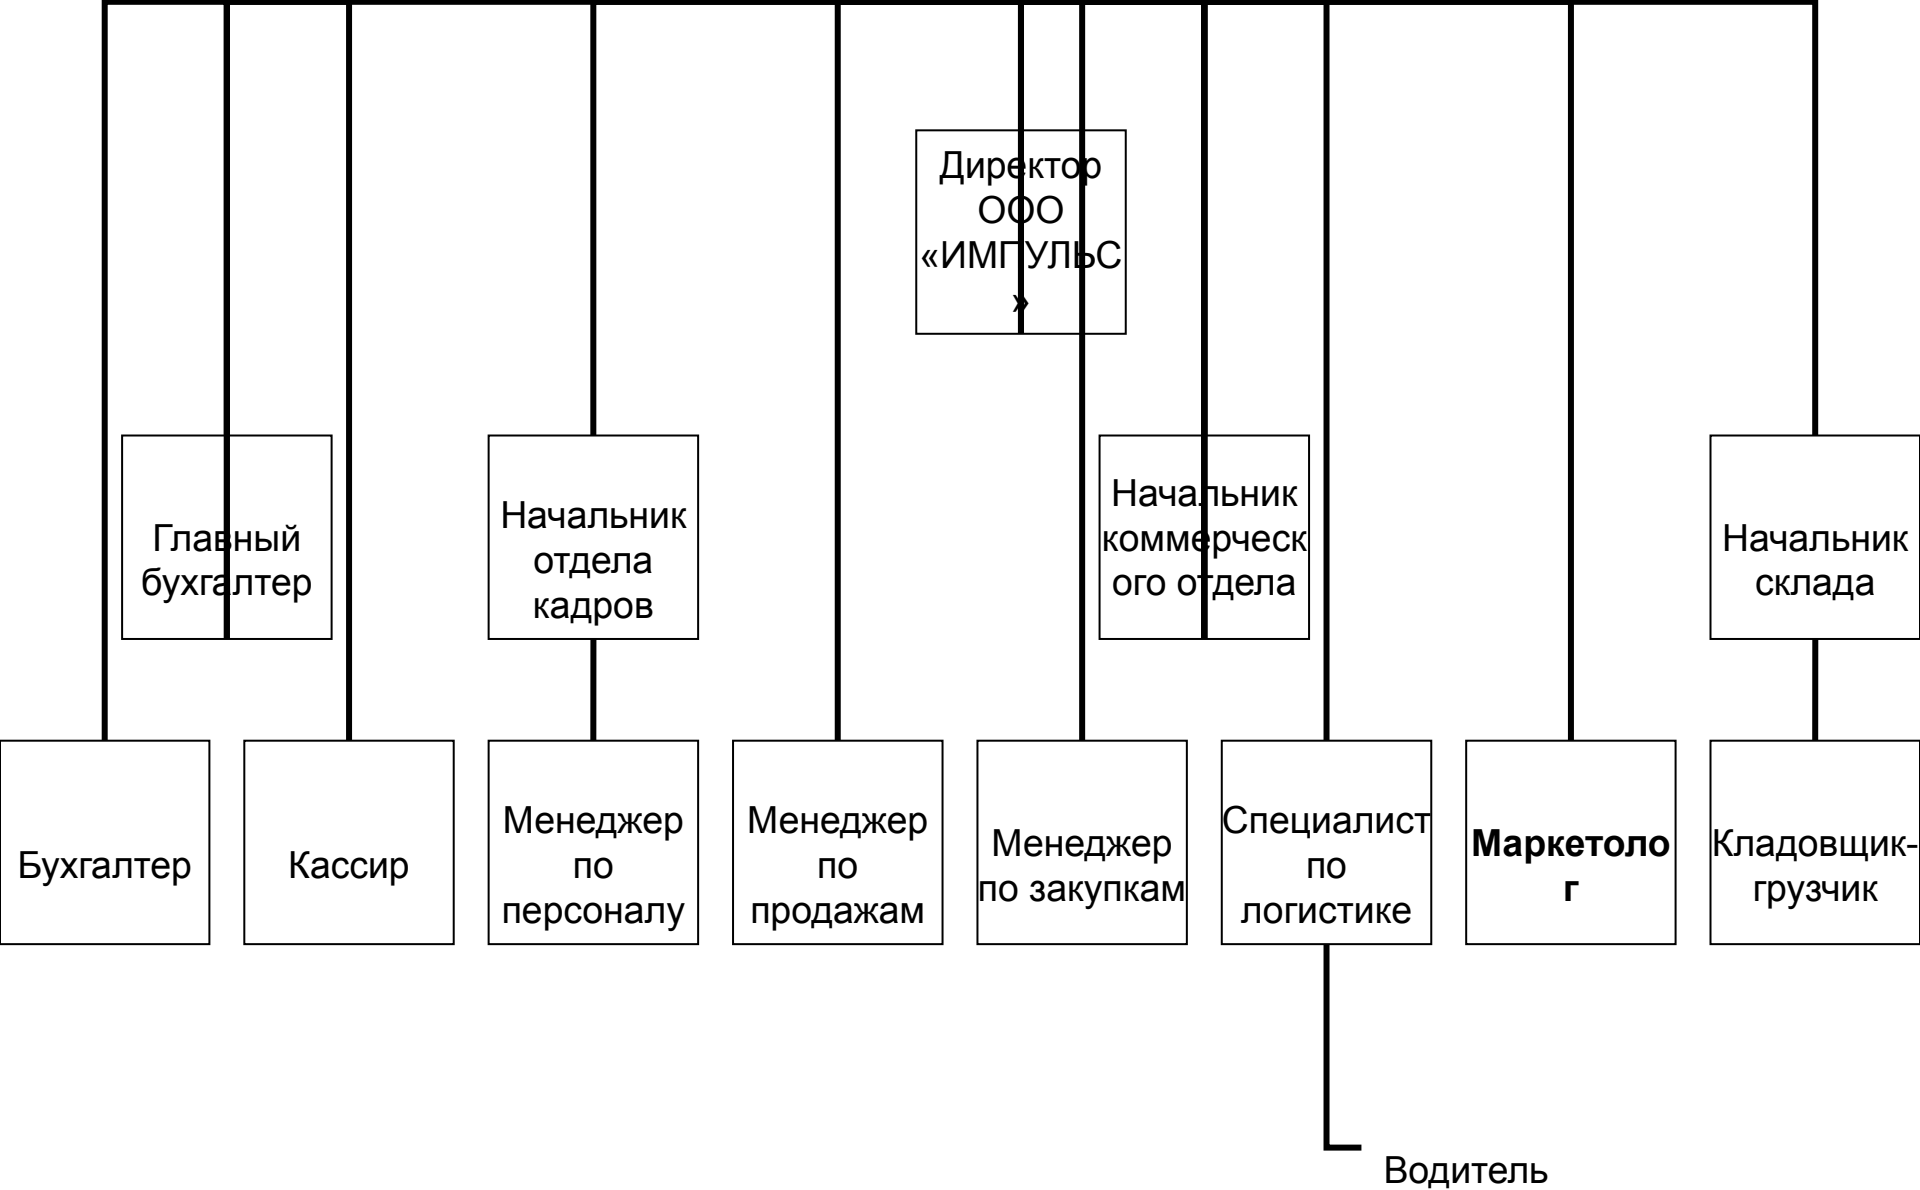 Директор
ООО
«ИМПУЛЬС
»
Главный
бухгалтер
Начальник
отдела
кадров
Начальник
коммерческ
ого отдела
Начальник
склада
Бухгалтер
Кассир
Менеджер
по
персоналу
Менеджер
по
продажам
Менеджер
по закупкам
Специалист
по
логистике
Маркетоло
г
Кладовщик-
грузчик
Водитель